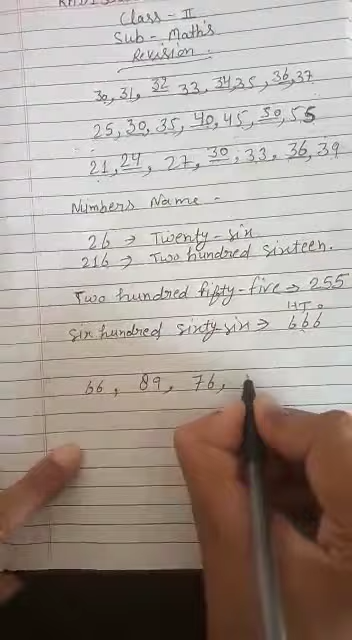 Class - II
Sub - Math's
Revision.
30, 31, 32 33, 34, 35, 36, 37
25, 30, 35, 40, 45, 50, 55
21, 24, 27, 30, 33, 36, 39
Numbers Name -
26 → Twenty-six
216 → Two hundred sixteen.
Two hundred fifty-five → 255
H T O
Six hundred sixty six → 666
66, 89, 76,